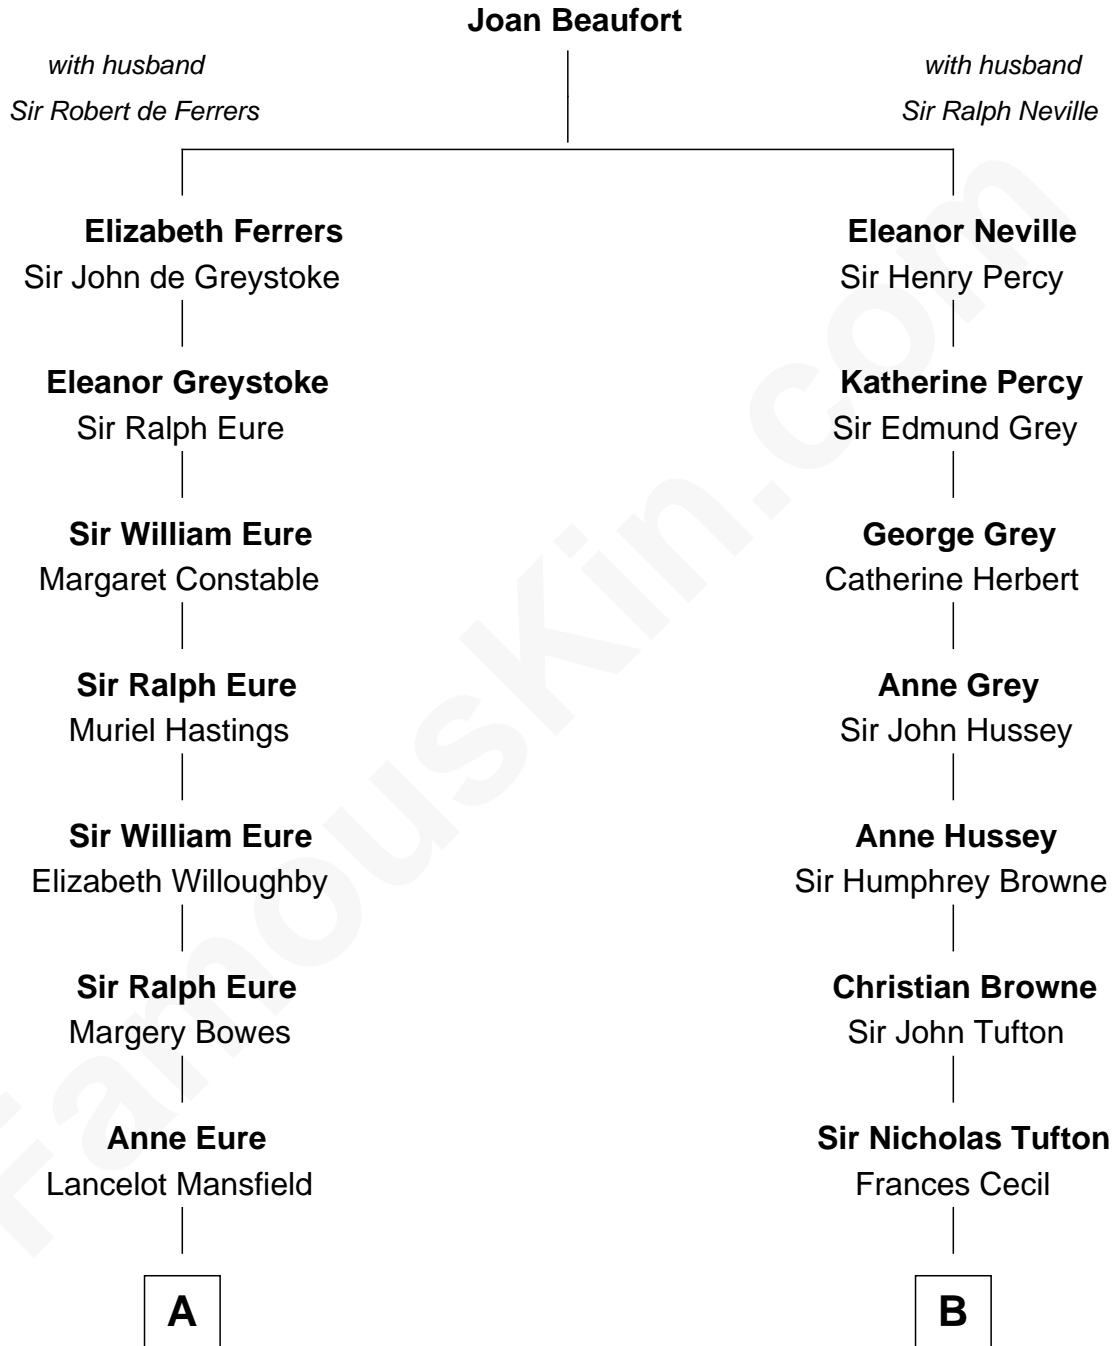 Joan Beaufort
with husband
Sir Robert de Ferrers
with husband
Sir Ralph Neville
Elizabeth Ferrers
Sir John de Greystoke
Eleanor Neville
Sir Henry Percy
Eleanor Greystoke
Sir Ralph Eure
Katherine Percy
Sir Edmund Grey
Sir William Eure
Margaret Constable
George Grey
Catherine Herbert
Sir Ralph Eure
Muriel Hastings
Anne Grey
Sir John Hussey
Sir William Eure
Elizabeth Willoughby
Anne Hussey
Sir Humphrey Browne
Sir Ralph Eure
Margery Bowes
Christian Browne
Sir John Tufton
Anne Eure
Lancelot Mansfield
Sir Nicholas Tufton
Frances Cecil
A
B
FamousKin.com